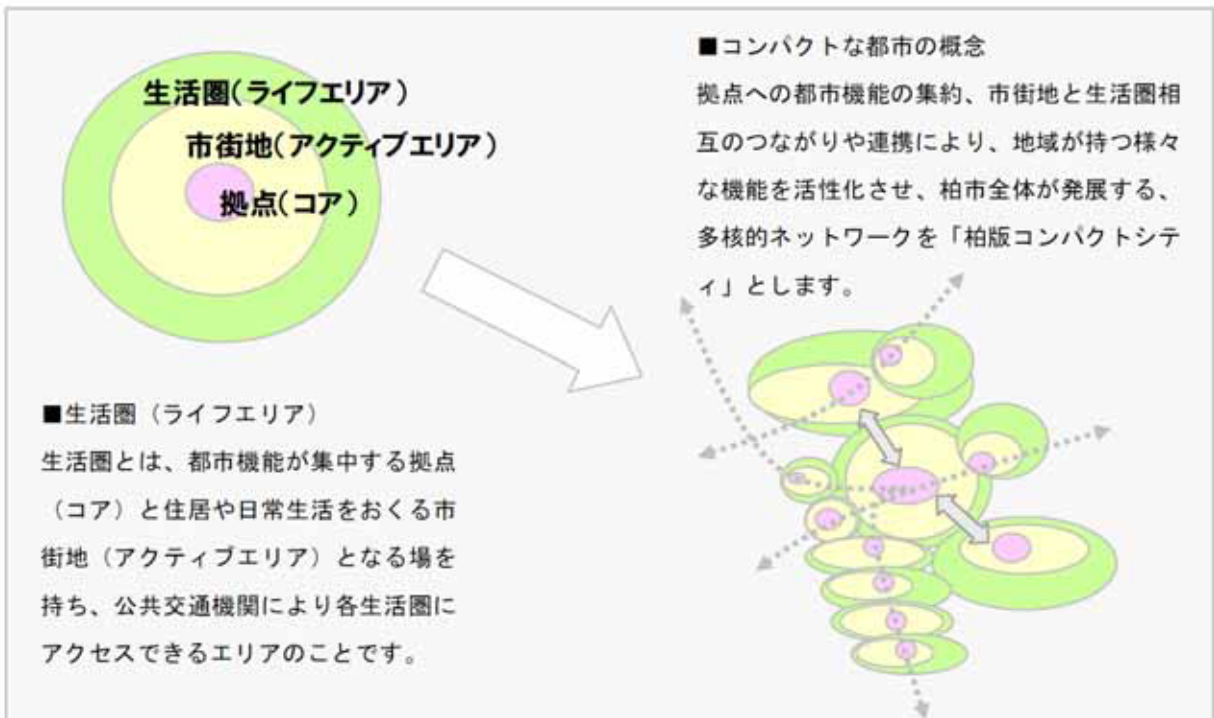 生活圏(ライフエリア)
市街地(アクティブエリア)
拠点(コア)
■生活圏（ライフエリア）
生活圏とは、都市機能が集中する拠点
（コア）と住居や日常生活をおくる市
街地（アクティブエリア）となる場を
持ち、公共交通機関により各生活圏に
アクセスできるエリアのことです。
■コンパクトな都市の概念
拠点への都市機能の集約、市街地と生活圏相
互のつながりや連携により、地域が持つ様々
な機能を活性化させ、柏市全体が発展する、
多核的ネットワークを「柏版コンパクトシテ
ィ」とします。